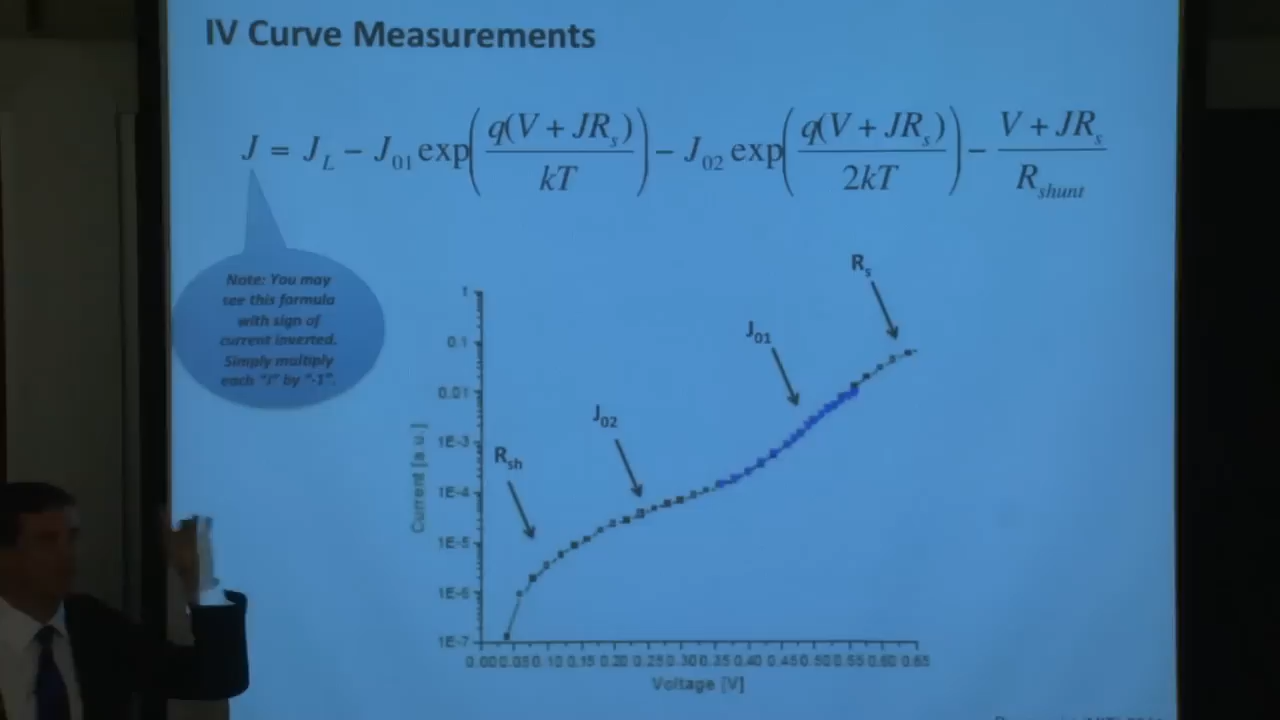 IV Curve Measurements
J = J_L − J_01 exp(q(V + JR_s)/kT) − J_02 exp(q(V + JR_s)/2kT) − (V + JR_s)/R_shunt
Note: You may
see this formula
with sign of
current inverted.
Simply multiply
each "J" by "-1".
R_s
J_01
J_02
R_sh
1
0.1
0.01
1E-3
1E-4
1E-5
1E-6
1E-7
Current [a.u.]
0.00 0.05 0.10 0.15 0.20 0.25 0.30 0.35 0.40 0.45 0.50 0.55 0.60 0.65
Voltage [V]